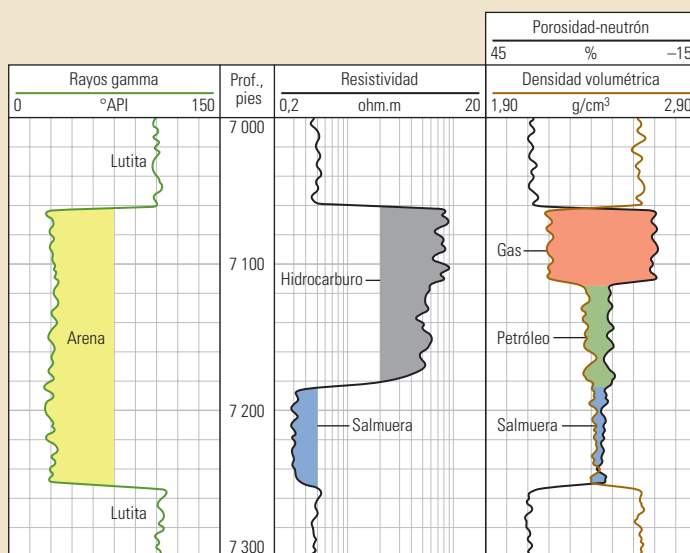 Porosidad-neutrón
45 % –15
Rayos gamma
0 °API 150
Prof.,
pies
Resistividad
0,2 ohm.m 20
Densidad volumétrica
1,90 g/cm³ 2,90
7 000
Lutita
7 100
Hidrocarburo
Gas
Arena
Petróleo
7 200
Salmuera
Salmuera
Lutita
7 300